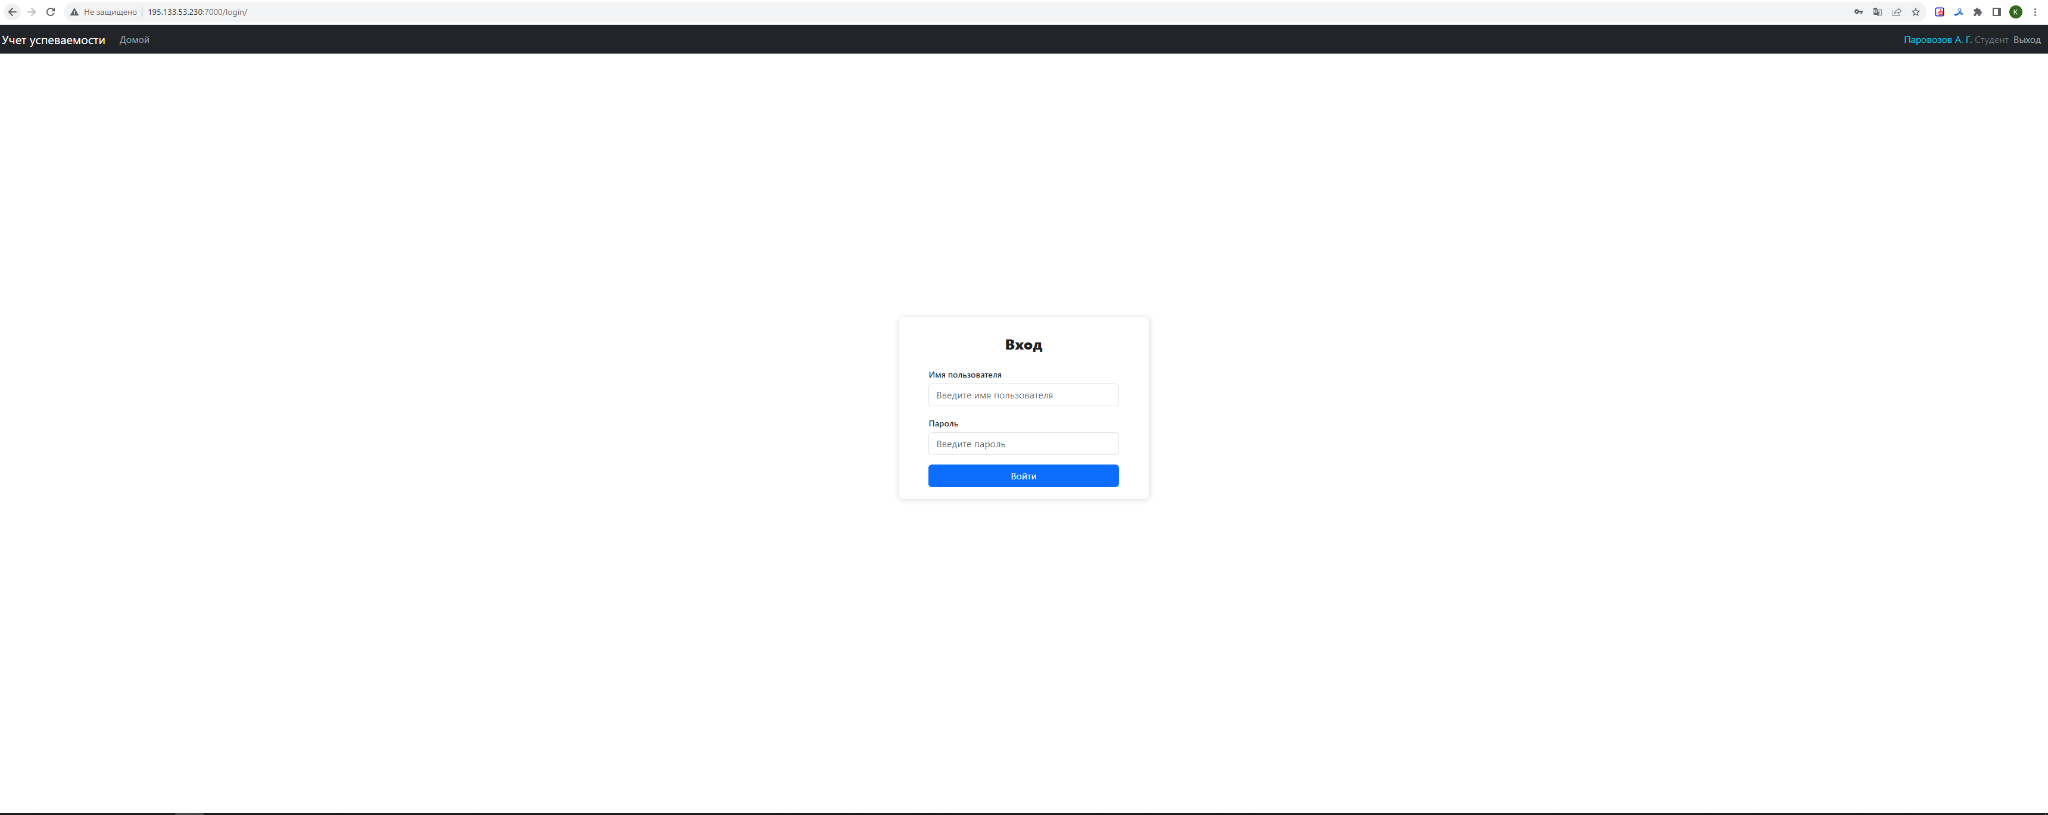 Не защищено 195.133.53.230:7000/login/ K
Учет успеваемости Домой Паровозов А. Г. Студент Выход
Вход
Имя пользователя
Введите имя пользователя
Пароль
Введите пароль
Войти